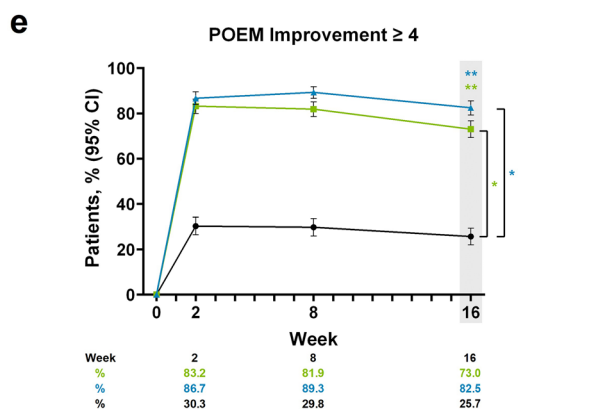 e
POEM Improvement ≥ 4
Patients, % (95% CI)
100
80
60
40
20
0
**
**
*
*
0 2 8 16
Week
Week 2 8 16
% 83.2 81.9 73.0
% 86.7 89.3 82.5
% 30.3 29.8 25.7